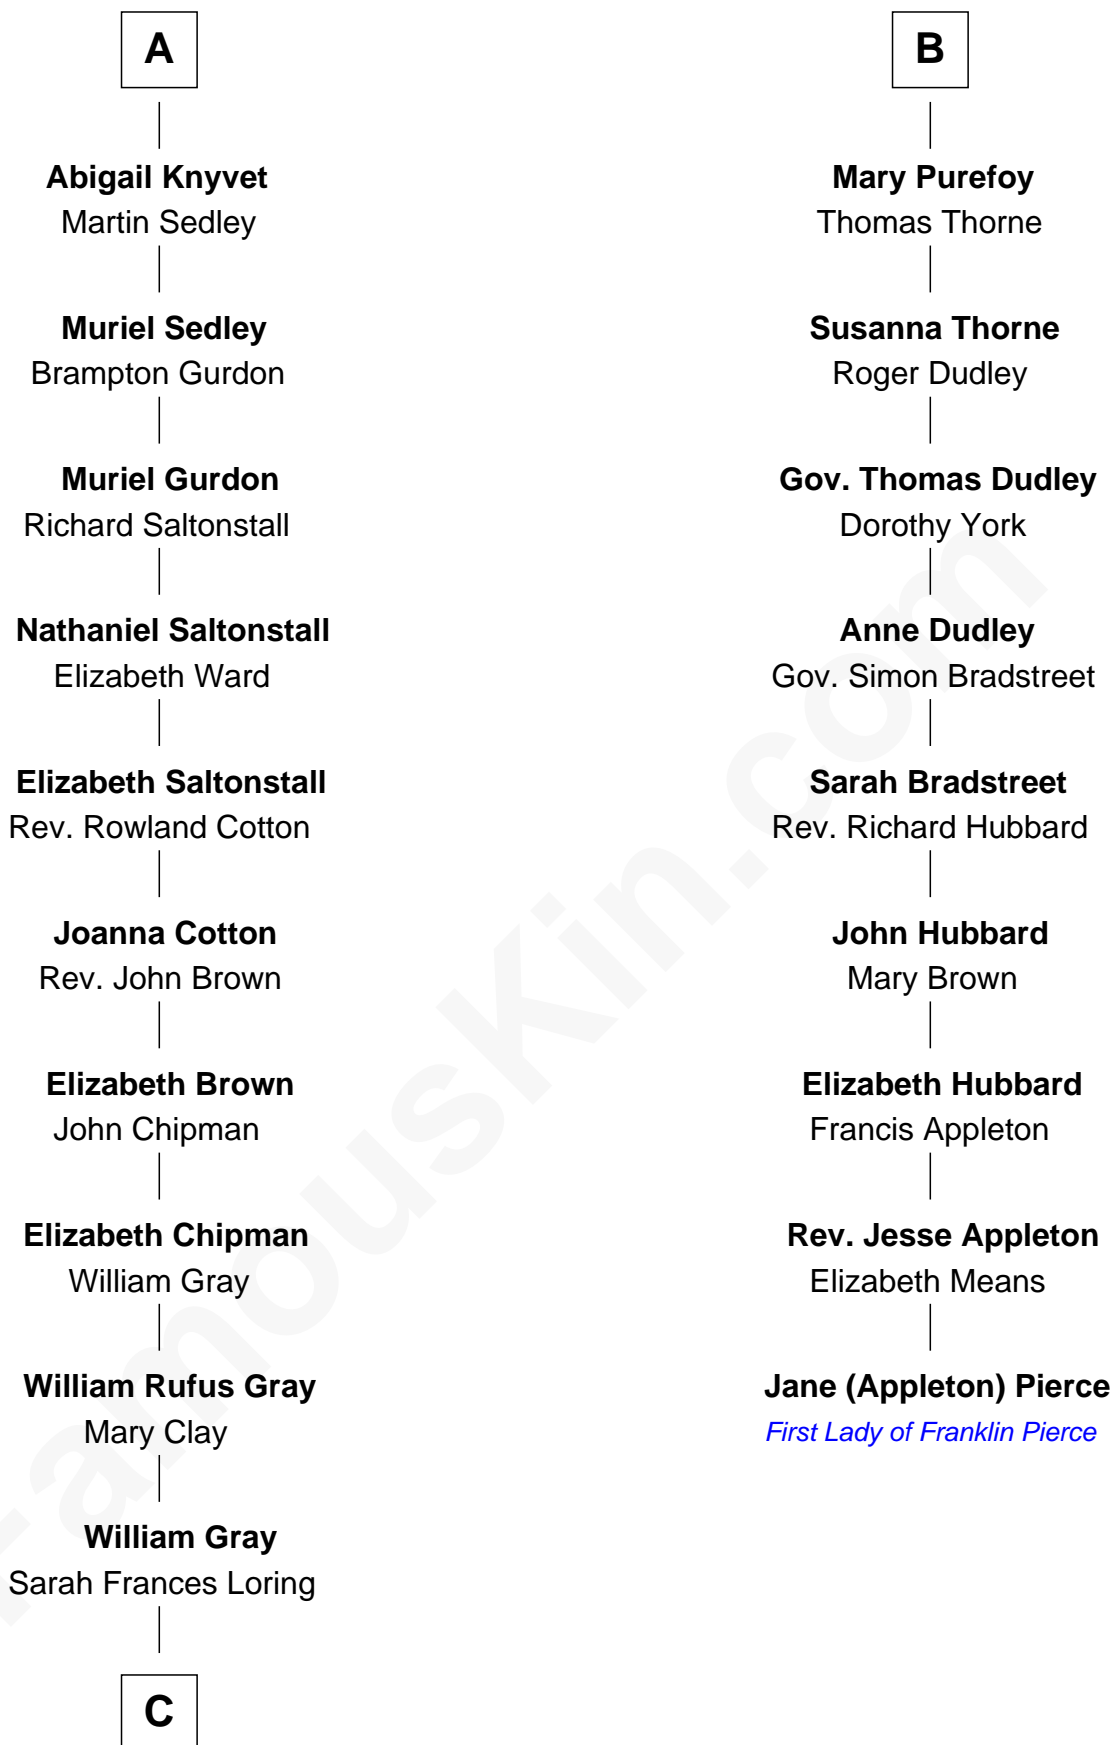 A
Abigail Knyvet
Martin Sedley
Muriel Sedley
Brampton Gurdon
Muriel Gurdon
Richard Saltonstall
Nathaniel Saltonstall
Elizabeth Ward
Elizabeth Saltonstall
Rev. Rowland Cotton
Joanna Cotton
Rev. John Brown
Elizabeth Brown
John Chipman
Elizabeth Chipman
William Gray
William Rufus Gray
Mary Clay
William Gray
Sarah Frances Loring
C
B
Mary Purefoy
Thomas Thorne
Susanna Thorne
Roger Dudley
Gov. Thomas Dudley
Dorothy York
Anne Dudley
Gov. Simon Bradstreet
Sarah Bradstreet
Rev. Richard Hubbard
John Hubbard
Mary Brown
Elizabeth Hubbard
Francis Appleton
Rev. Jesse Appleton
Elizabeth Means
Jane (Appleton) Pierce
First Lady of Franklin Pierce
FamousKin.com